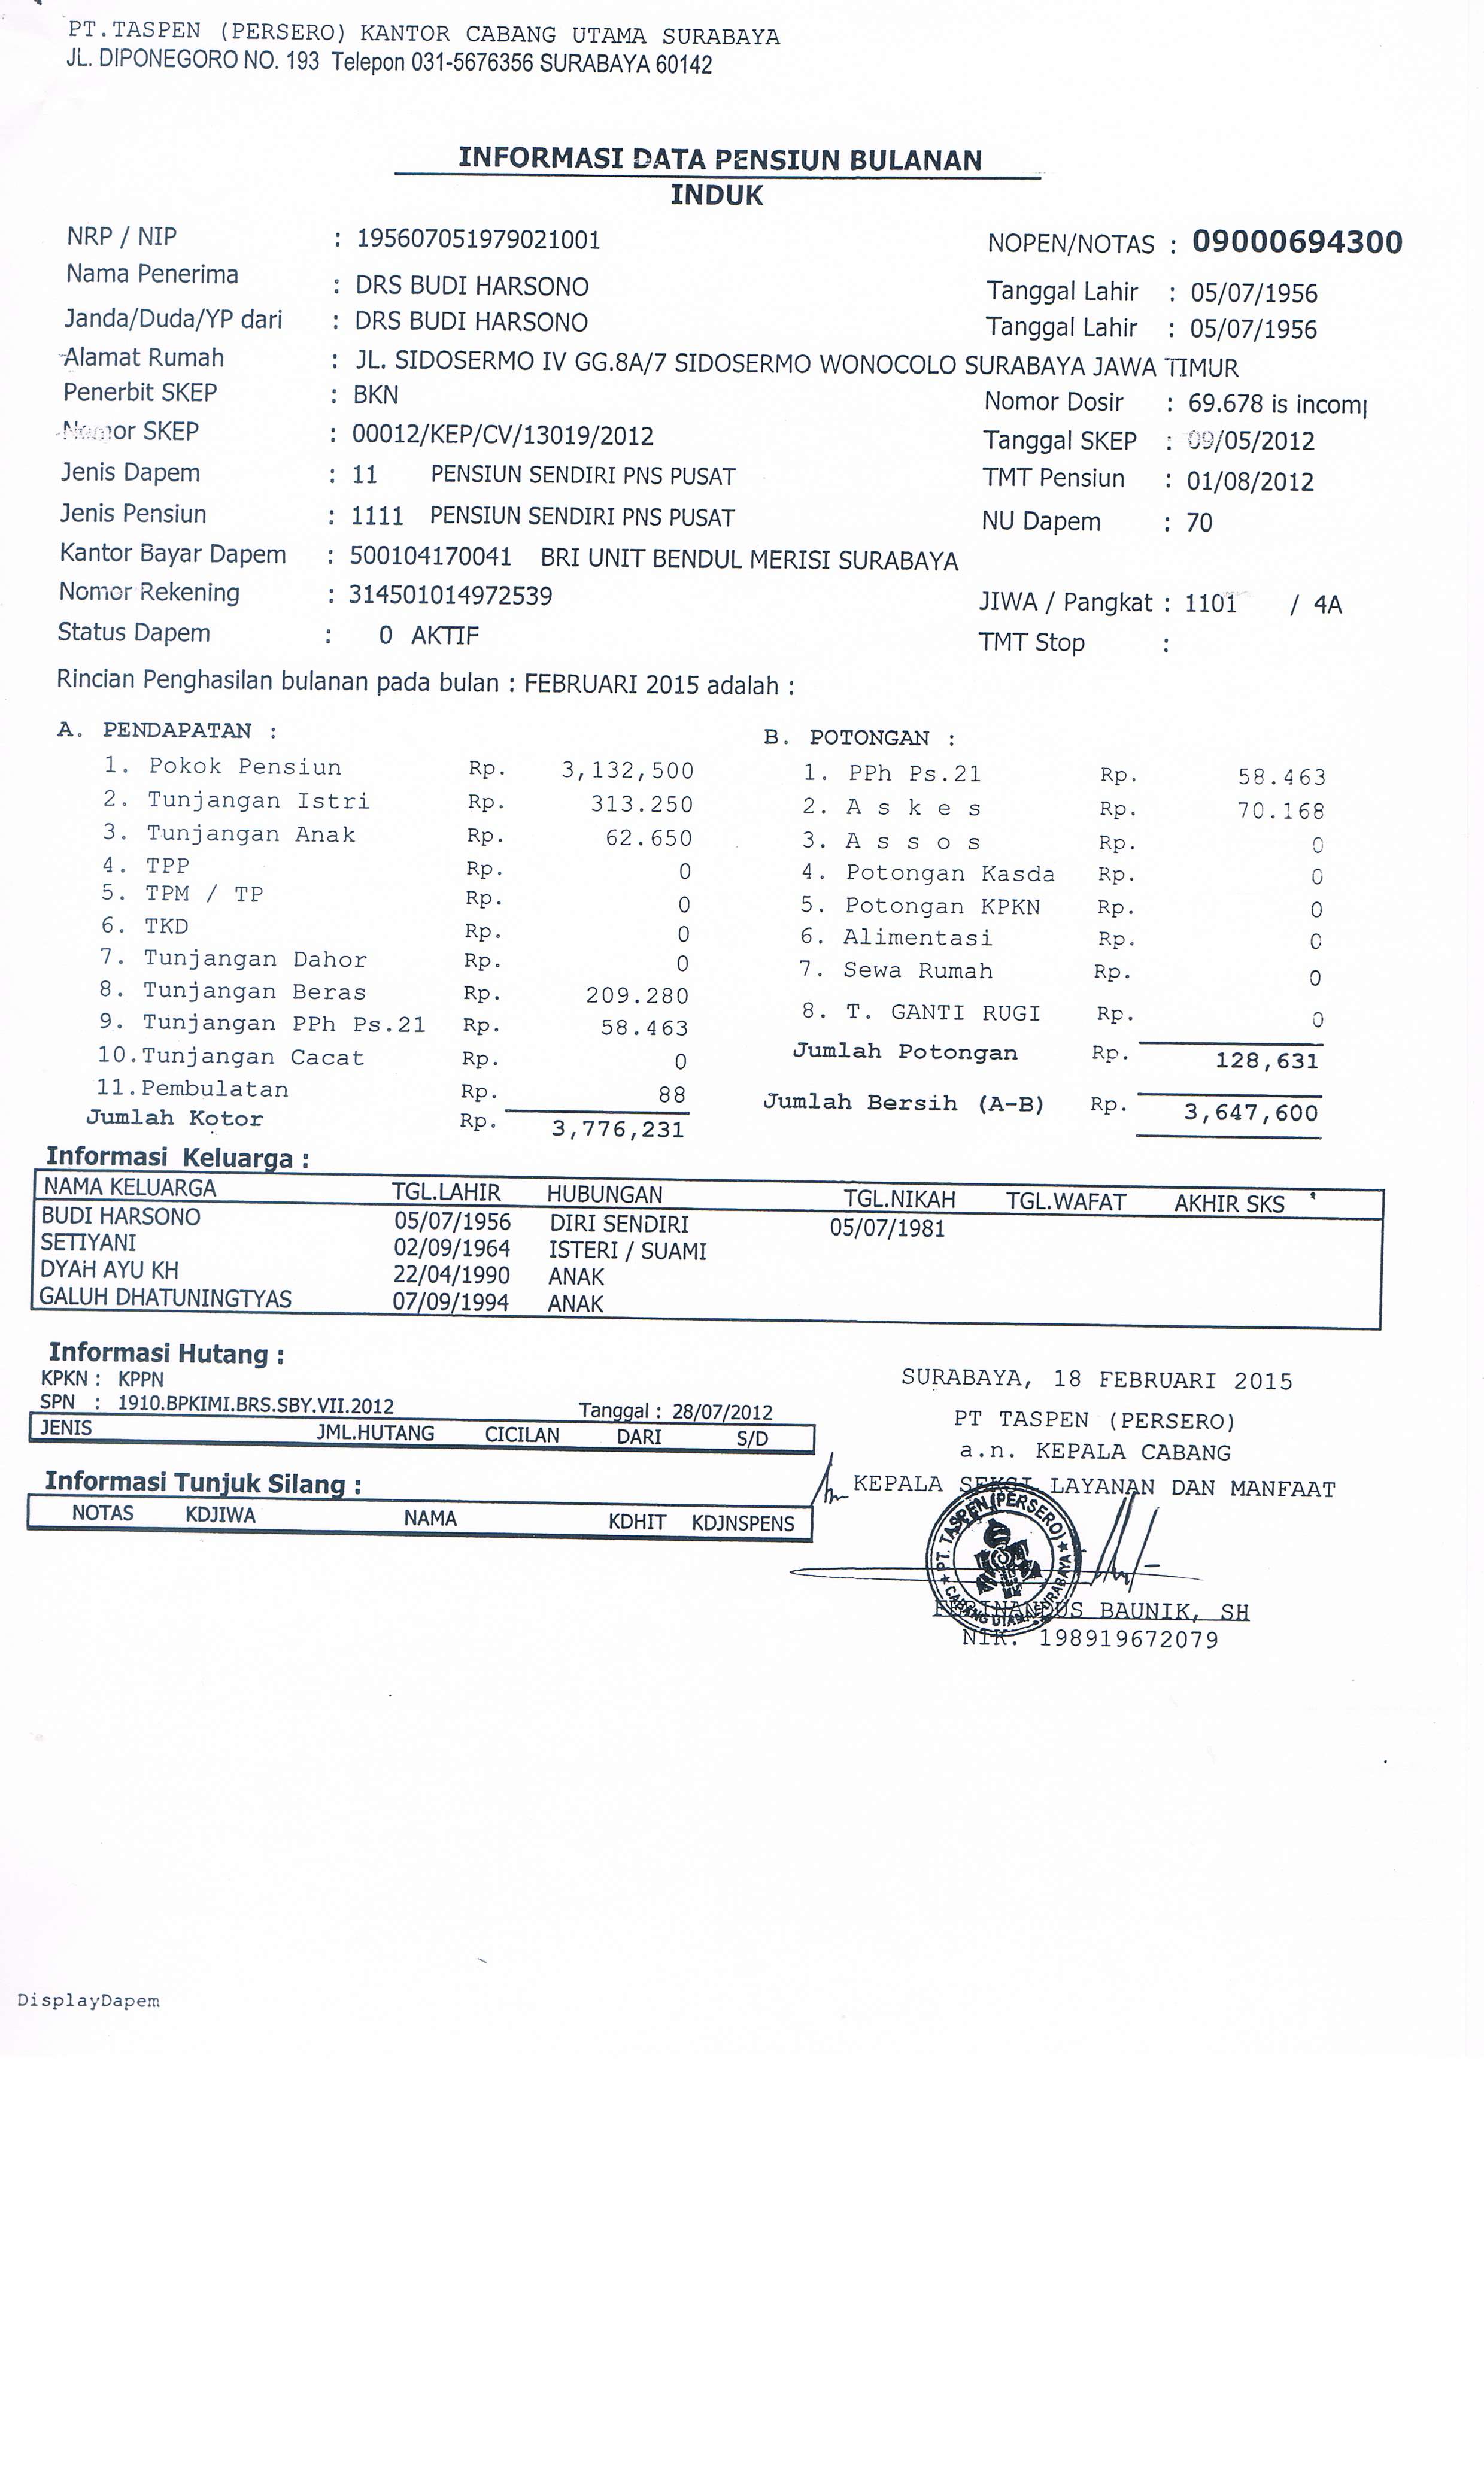 PT.TASPEN (PERSERO) KANTOR CABANG UTAMA SURABAYA
JL. DIPONEGORO NO. 193 Telepon 031-5676356 SURABAYA 60142
INFORMASI DATA PENSIUN BULANAN
INDUK
NRP / NIP : 195607051979021001 NOPEN/NOTAS : 09000694300
Nama Penerima : DRS BUDI HARSONO Tanggal Lahir : 05/07/1956
Janda/Duda/YP dari : DRS BUDI HARSONO Tanggal Lahir : 05/07/1956
Alamat Rumah : JL. SIDOSERMO IV GG.8A/7 SIDOSERMO WONOCOLO SURABAYA JAWA TIMUR
Penerbit SKEP : BKN Nomor Dosir : 69.678 is incom
Nomor SKEP : 00012/KEP/CV/13019/2012 Tanggal SKEP : 09/05/2012
Jenis Dapem : 11 PENSIUN SENDIRI PNS PUSAT TMT Pensiun : 01/08/2012
Jenis Pensiun : 1111 PENSIUN SENDIRI PNS PUSAT NU Dapem : 70
Kantor Bayar Dapem : 500104170041 BRI UNIT BENDUL MERISI SURABAYA
Nomor Rekening : 314501014972539 JIWA / Pangkat : 1101 / 4A
Status Dapem : 0 AKTIF TMT Stop :
Rincian Penghasilan bulanan pada bulan : FEBRUARI 2015 adalah :
A. PENDAPATAN :
1. Pokok Pensiun Rp. 3,132,500
2. Tunjangan Istri Rp. 313.250
3. Tunjangan Anak Rp. 62.650
4. TPP Rp. 0
5. TPM / TP Rp. 0
6. TKD Rp. 0
7. Tunjangan Dahor Rp. 0
8. Tunjangan Beras Rp. 209.280
9. Tunjangan PPh Ps.21 Rp. 58.463
10.Tunjangan Cacat Rp. 0
11.Pembulatan Rp. 88
Jumlah Kotor Rp. 3,776,231
B. POTONGAN :
1. PPh Ps.21 Rp. 58.463
2. A s k e s Rp. 70.168
3. A s s o s Rp. 0
4. Potongan Kasda Rp. 0
5. Potongan KPKN Rp. 0
6. Alimentasi Rp. 0
7. Sewa Rumah Rp. 0
8. T. GANTI RUGI Rp. 0
Jumlah Potongan Rp. 128,631
Jumlah Bersih (A-B) Rp. 3,647,600
Informasi Keluarga :
NAMA KELUARGA TGL.LAHIR HUBUNGAN TGL.NIKAH TGL.WAFAT AKHIR SKS
BUDI HARSONO 05/07/1956 DIRI SENDIRI 05/07/1981
SETIYANI 02/09/1964 ISTERI / SUAMI
DYAH AYU KH 22/04/1990 ANAK
GALUH DHATUNINGTYAS 07/09/1994 ANAK
Informasi Hutang :
KPKN : KPPN
SPN : 1910.BPKIMI.BRS.SBY.VII.2012 Tanggal : 28/07/2012
JENIS JML.HUTANG CICILAN DARI S/D
Informasi Tunjuk Silang :
NOTAS KDJIWA NAMA KDHIT KDJNSPENS
SURABAYA, 18 FEBRUARI 2015
PT TASPEN (PERSERO)
a.n. KEPALA CABANG
KEPALA SEKSI LAYANAN DAN MANFAAT
PT. TASPEN (PERSERO)
CABANG UTAMA SURABAYA
BAUNIK, SH
NIK. 198919672079
DisplayDapem